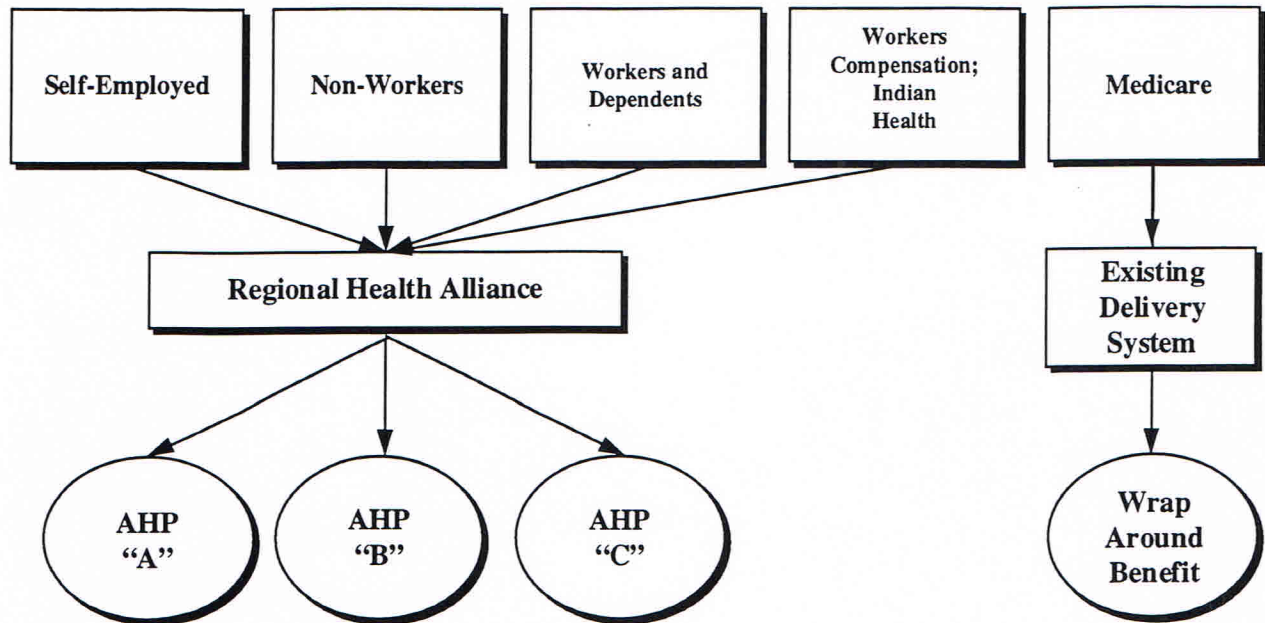 Self-Employed
Non-Workers
Workers and
Dependents
Workers
Compensation;
Indian
Health
Medicare
Regional Health Alliance
Existing
Delivery
System
AHP
“A”
AHP
“B”
AHP
“C”
Wrap
Around
Benefit